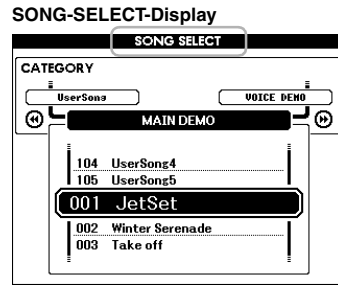 SONG-SELECT-Display
SONG SELECT
CATEGORY
UserSong
VOICE DEMO
MAIN DEMO
104 UserSong4
105 UserSong5
001 JetSet
002 Winter Serenade
003 Take off